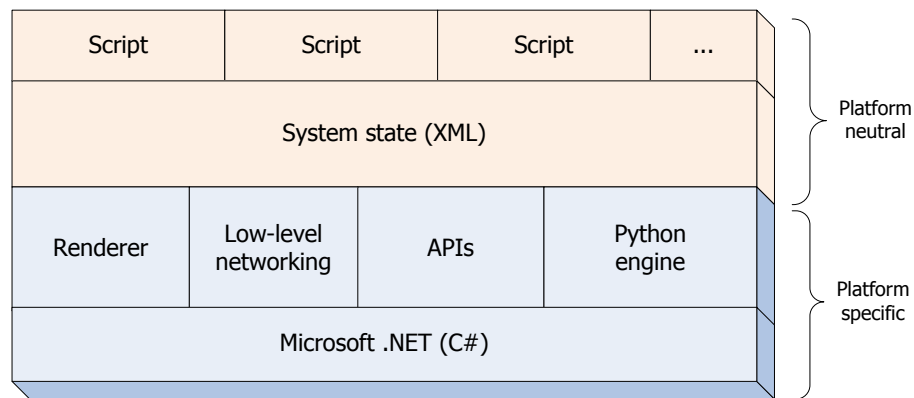 Script
Script
Script
...
System state (XML)
Platform
neutral
Renderer
Low-level
networking
APIs
Python
engine
Platform
specific
Microsoft .NET (C#)